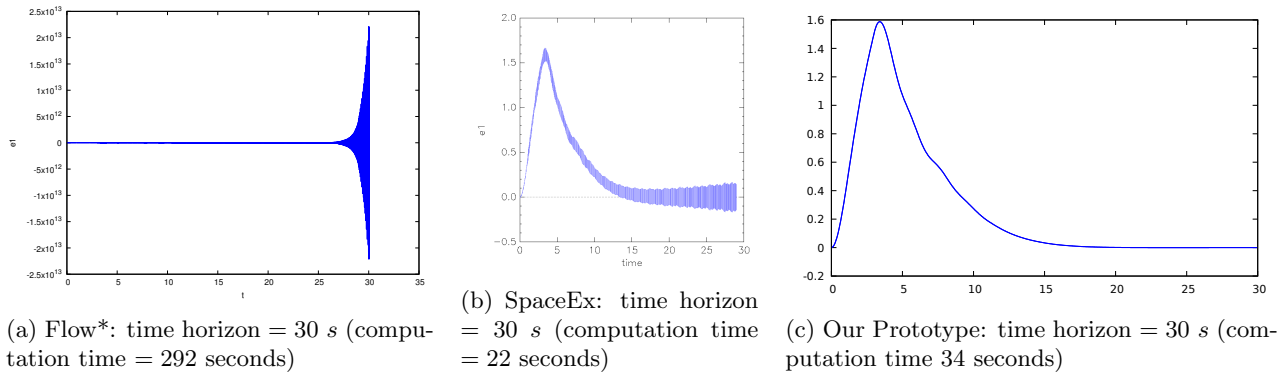 2.5x10^13
2x10^13
1.5x10^13
1x10^13
5x10^12
0
-5x10^12
-1x10^13
-1.5x10^13
-2x10^13
-2.5x10^13
e1
0 5 10 15 20 25 30 35
t
(a) Flow*: time horizon = 30 s (compu-
tation time = 292 seconds)
2.0
1.5
1.0
0.5
0.0
−0.5
e1
0 5 10 15 20 25 30
time
(b) SpaceEx: time horizon
= 30 s (computation time
= 22 seconds)
1.6
1.4
1.2
1
0.8
0.6
0.4
0.2
0
-0.2
0 5 10 15 20 25 30
(c) Our Prototype: time horizon = 30 s (com-
putation time 34 seconds)